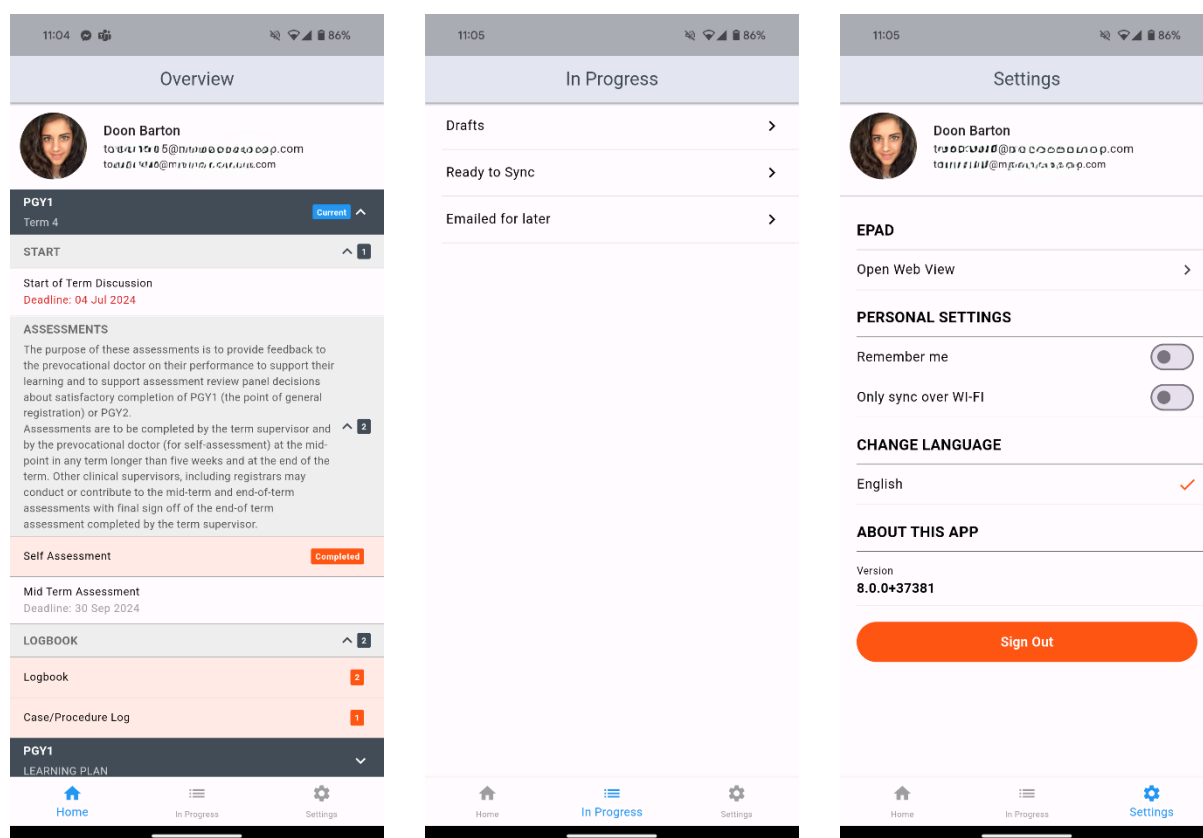 11:04
86%
Overview
Doon Barton
PGY1
Term 4
Current
START
1
Start of Term Discussion
Deadline: 04 Jul 2024
ASSESSMENTS
The purpose of these assessments is to provide feedback to
the prevocational doctor on their performance to support their
learning and to support assessment review panel decisions
about satisfactory completion of PGY1 (the point of general
registration) or PGY2.
Assessments are to be completed by the term supervisor and
2
by the prevocational doctor (for self-assessment) at the mid-
point in any term longer than five weeks and at the end of the
term. Other clinical supervisors, including registrars may
conduct or contribute to the mid-term and end-of-term
assessments with final sign off of the end-of term
assessment completed by the term supervisor.
Self Assessment
Completed
Mid Term Assessment
Deadline: 30 Sep 2024
LOGBOOK
2
Logbook
2
Case/Procedure Log
1
PGY1
LEARNING PLAN
Home
In Progress
Settings
11:05
86%
In Progress
Drafts
Ready to Sync
Emailed for later
Home
In Progress
Settings
11:05
86%
Settings
Doon Barton
EPAD
Open Web View
PERSONAL SETTINGS
Remember me
Only sync over WI-FI
CHANGE LANGUAGE
English
ABOUT THIS APP
Version
8.0.0+37381
Sign Out
Home
In Progress
Settings